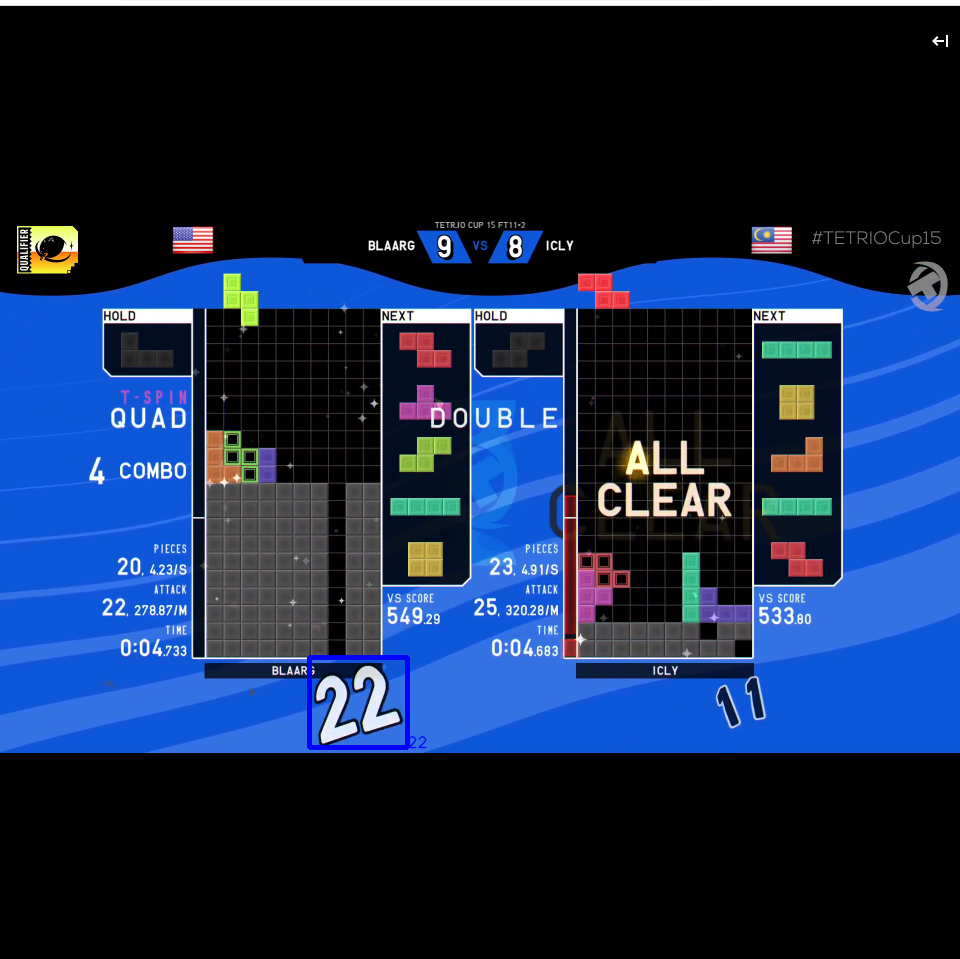 TETR.IO CUP 15 FT11-2
BLAARG 9 VS 8 ICLY
#TETRIOCup15
QUALIFIER
HOLD
NEXT
HOLD
NEXT
T-SPIN
QUAD
4 COMBO
DOUBLE
ALL
CLEAR
PIECES
20, 4.23/S
ATTACK
22, 278.87/M
TIME
0:04.733
VS SCORE
549.29
PIECES
23, 4.91/S
ATTACK
25, 320.28/M
TIME
0:04.683
VS SCORE
533.80
BLAARG
ICLY
22
22
11